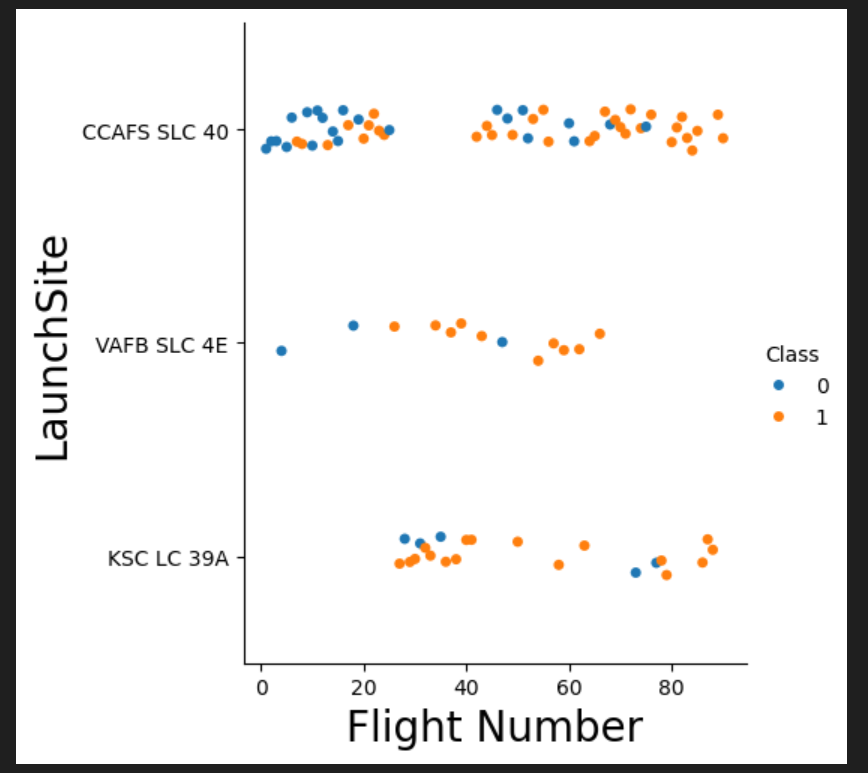 CCAFS SLC 40
VAFB SLC 4E
KSC LC 39A
LaunchSite
0 20 40 60 80
Flight Number
Class
0
1